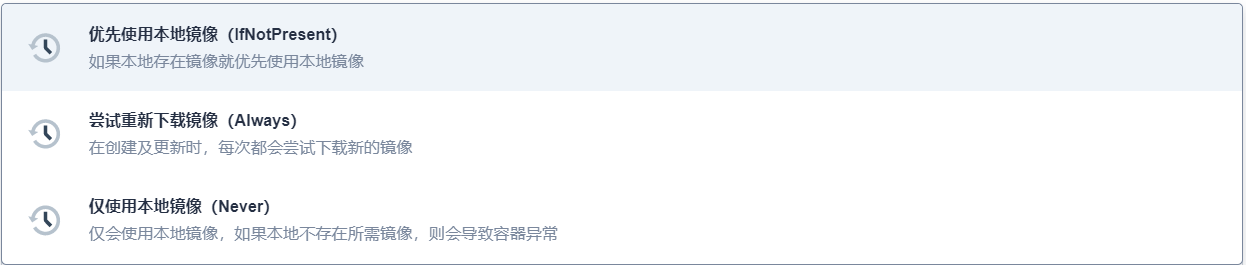 优先使用本地镜像（IfNotPresent）
如果本地存在镜像就优先使用本地镜像
尝试重新下载镜像（Always）
在创建及更新时，每次都会尝试下载新的镜像
仅使用本地镜像（Never）
仅会使用本地镜像，如果本地不存在所需镜像，则会导致容器异常